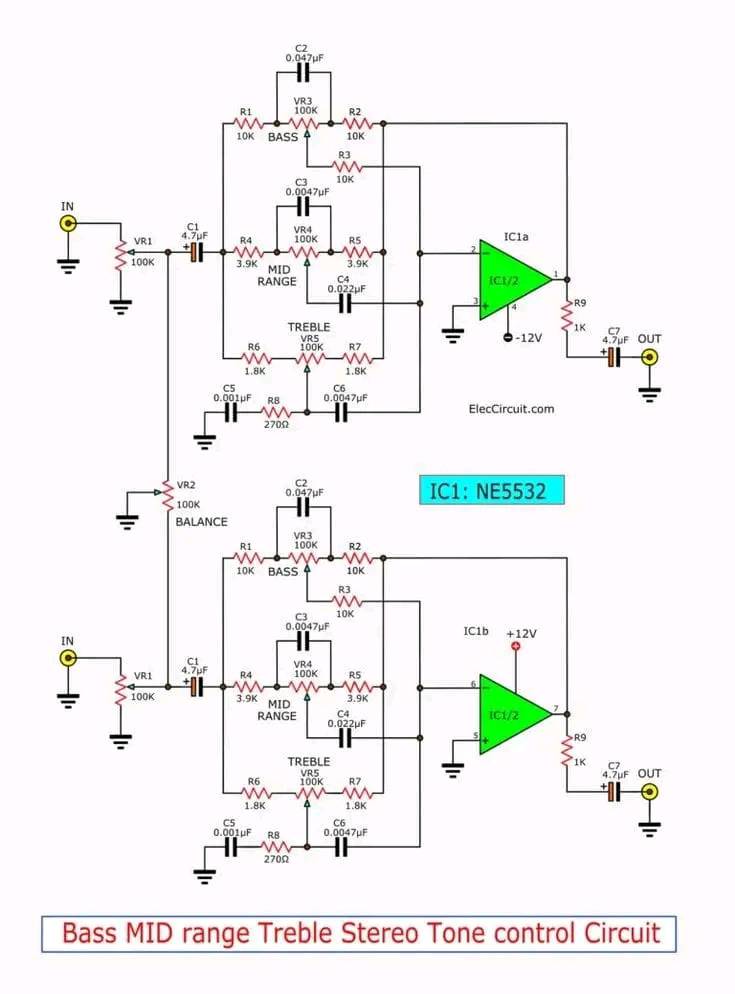 C2
0.047µF
VR3
100K
R1
10K
BASS
R2
10K
R3
10K
C3
0.0047µF
IN
VR1
100K
C1
4.7µF
+
R4
3.9K
VR4
100K
R5
3.9K
MID
RANGE
C4
0.022µF
IC1a
2
−
IC1/2
1
3
+
4
-12V
R9
1K
C7
4.7µF
+
OUT
TREBLE
VR5
100K
R6
1.8K
R7
1.8K
C5
0.001µF
R8
270Ω
C6
0.0047µF
ElecCircuit.com
VR2
100K
BALANCE
IC1: NE5532
C2
0.047µF
VR3
100K
R1
10K
BASS
R2
10K
R3
10K
C3
0.0047µF
IN
VR1
100K
C1
4.7µF
+
R4
3.9K
VR4
100K
R5
3.9K
MID
RANGE
C4
0.022µF
IC1b
+12V
6
−
IC1/2
7
5
+
R9
1K
C7
4.7µF
+
OUT
TREBLE
VR5
100K
R6
1.8K
R7
1.8K
C5
0.001µF
R8
270Ω
C6
0.0047µF
Bass MID range Treble Stereo Tone control Circuit